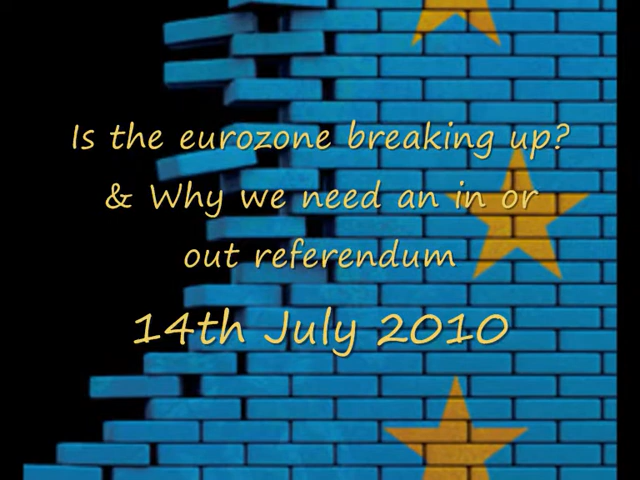 Is the eurozone breaking up?
& Why we need an in or
out referendum
14th July 2010